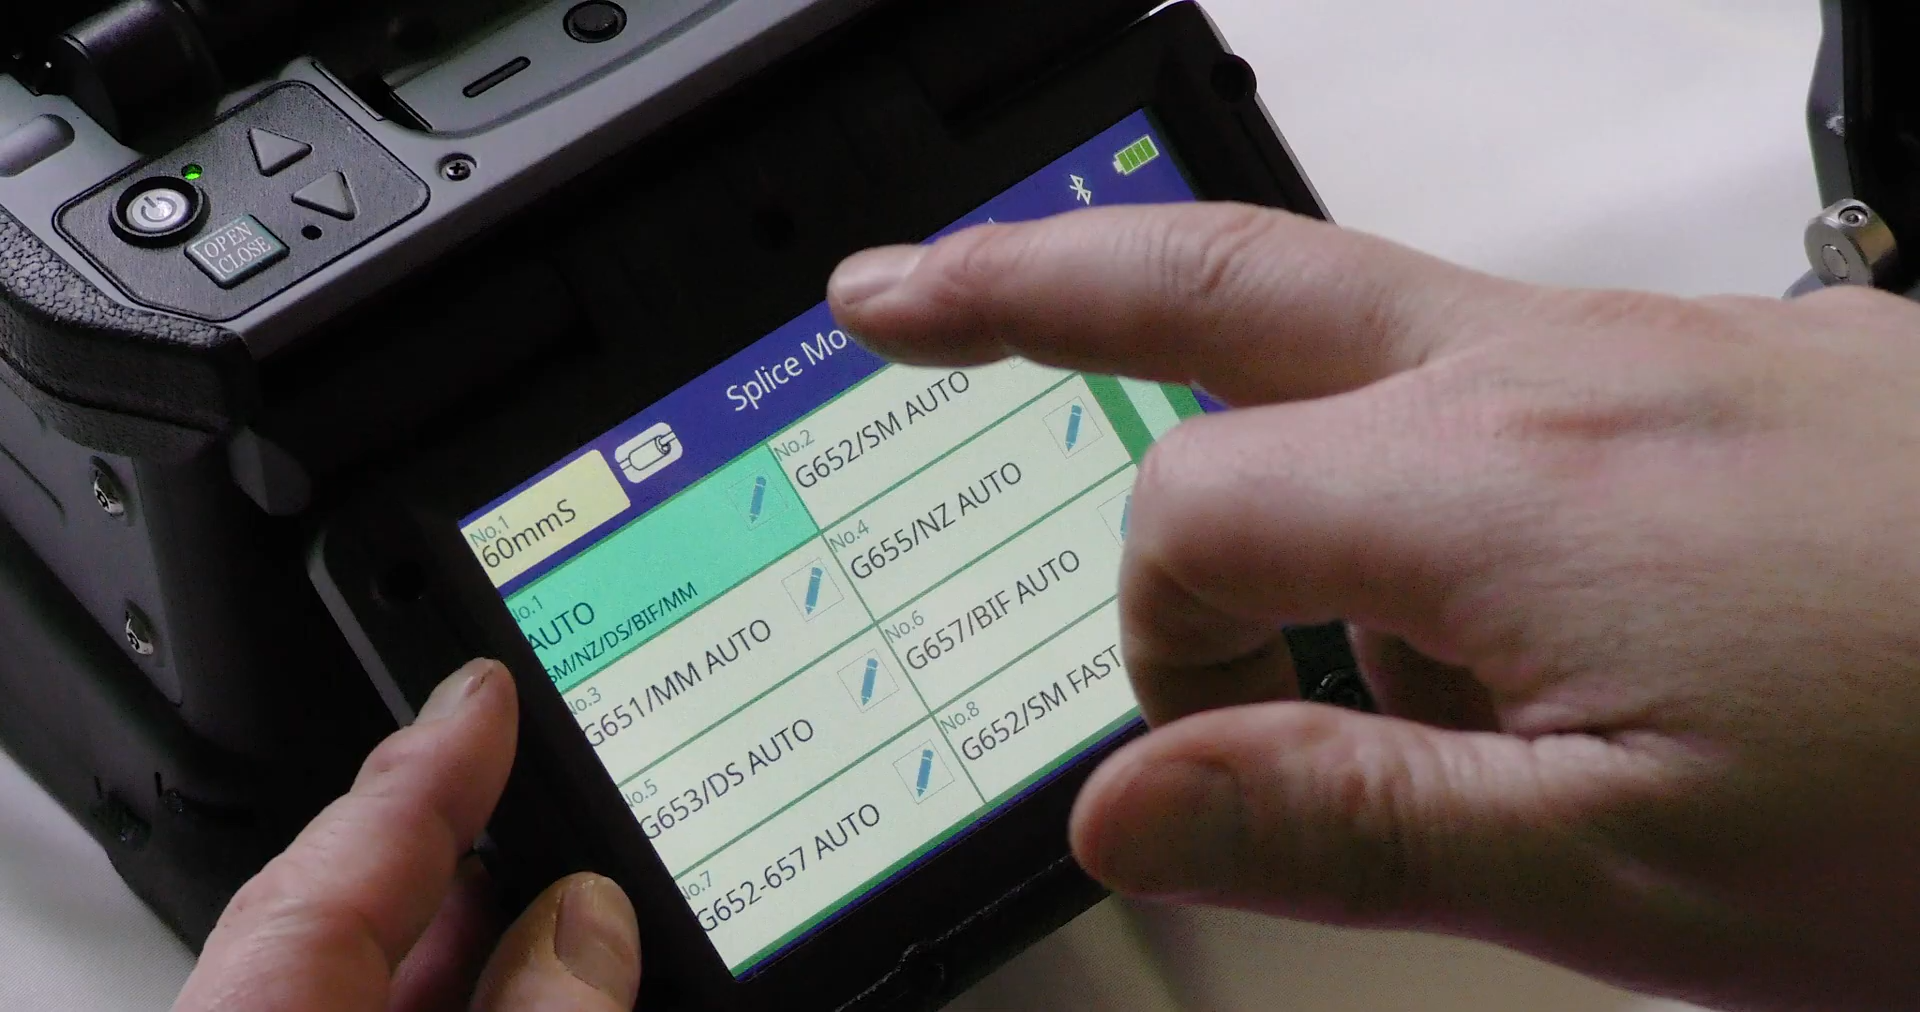 OPEN
CLOSE
Splice Mo
No.1
60mmS
No.1
AUTO
SM/NZ/DS/BIF/MM
No.2
G652/SM AUTO
No.3
G651/MM AUTO
No.4
G655/NZ AUTO
No.5
G653/DS AUTO
No.6
G657/BIF AUTO
No.7
G652-657 AUTO
No.8
G652/SM FAST